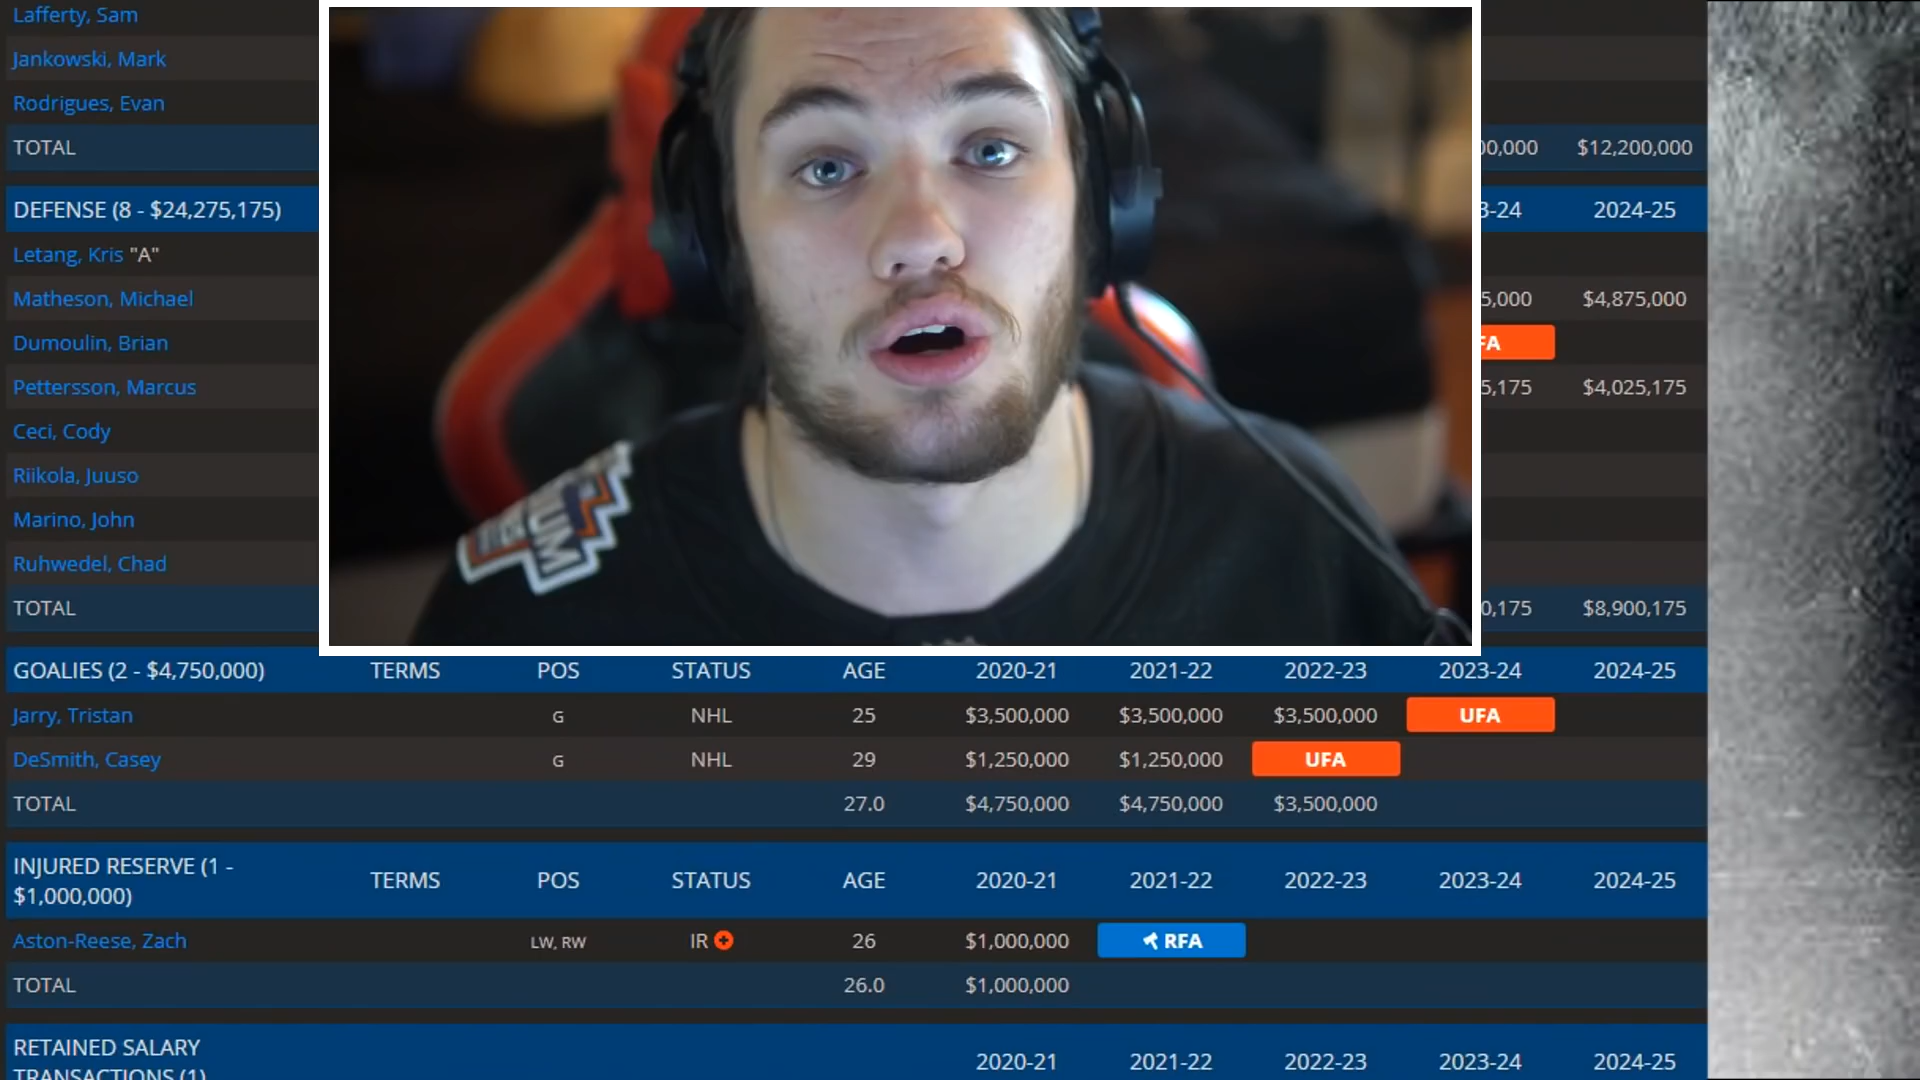 Lafferty, Sam
Jankowski, Mark
Rodrigues, Evan
TOTAL 00,000 $12,200,000
DEFENSE (8 - $24,275,175) 3-24 2024-25
Letang, Kris "A"
Matheson, Michael 5,000 $4,875,000
Dumoulin, Brian FA
Pettersson, Marcus 5,175 $4,025,175
Ceci, Cody
Riikola, Juuso
Marino, John
Ruhwedel, Chad
TOTAL 0,175 $8,900,175
GOALIES (2 - $4,750,000) TERMS POS STATUS AGE 2020-21 2021-22 2022-23 2023-24 2024-25
Jarry, Tristan G NHL 25 $3,500,000 $3,500,000 $3,500,000 UFA
DeSmith, Casey G NHL 29 $1,250,000 $1,250,000 UFA
TOTAL 27.0 $4,750,000 $4,750,000 $3,500,000
INJURED RESERVE (1 -
$1,000,000) TERMS POS STATUS AGE 2020-21 2021-22 2022-23 2023-24 2024-25
Aston-Reese, Zach LW, RW IR 26 $1,000,000 RFA
TOTAL 26.0 $1,000,000
RETAINED SALARY
TRANSACTIONS (1) 2020-21 2021-22 2022-23 2023-24 2024-25